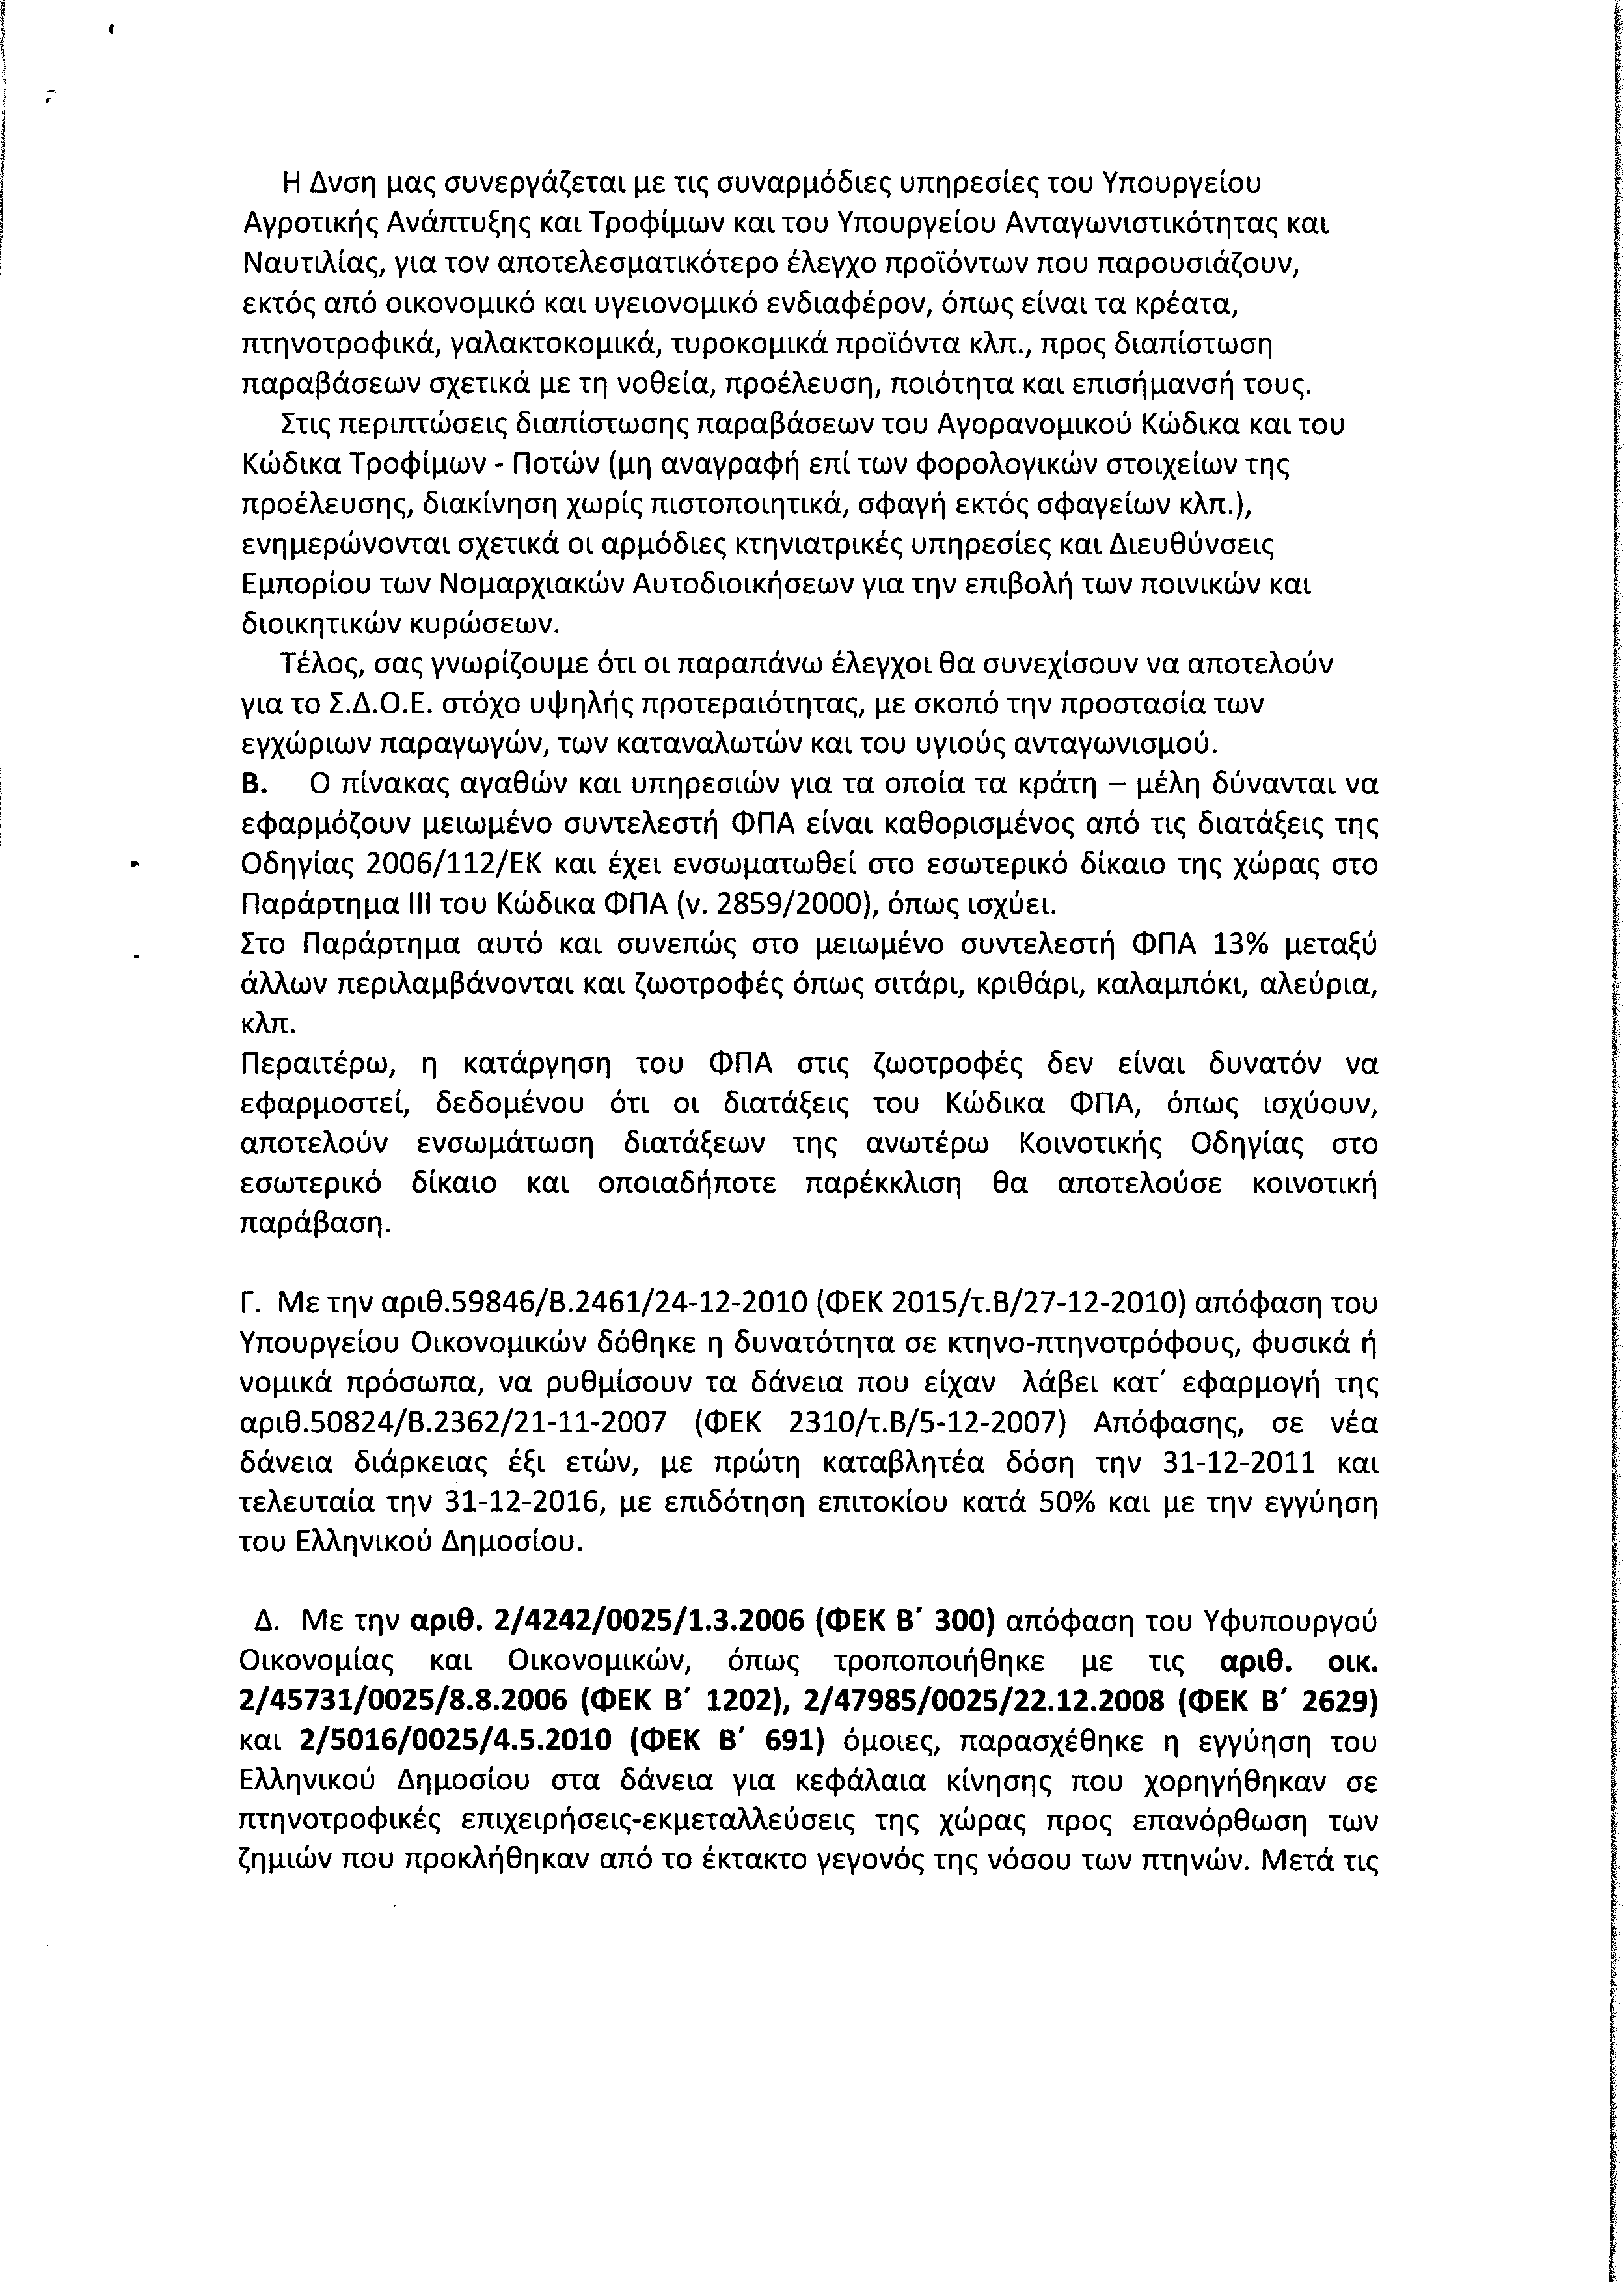 Η Δνση μας συνεργάζεται με τις συναρμόδιες υπηρεσίες του Υπουργείου
Αγροτικής Ανάπτυξης και Τροφίμων και του Υπουργείου Ανταγωνιστικότητας και
Ναυτιλίας, για τον αποτελεσματικότερο έλεγχο προϊόντων που παρουσιάζουν,
εκτός από οικονομικό και υγειονομικό ενδιαφέρον, όπως είναι τα κρέατα,
πτηνοτροφικά, γαλακτοκομικά, τυροκομικά προϊόντα κλπ., προς διαπίστωση
παραβάσεων σχετικά με τη νοθεία, προέλευση, ποιότητα και επισήμανσή τους.
Στις περιπτώσεις διαπίστωσης παραβάσεων του Αγορανομικού Κώδικα και του
Κώδικα Τροφίμων - Ποτών (μη αναγραφή επί των φορολογικών στοιχείων της
προέλευσης, διακίνηση χωρίς πιστοποιητικά, σφαγή εκτός σφαγείων κλπ.),
ενημερώνονται σχετικά οι αρμόδιες κτηνιατρικές υπηρεσίες και Διευθύνσεις
Εμπορίου των Νομαρχιακών Αυτοδιοικήσεων για την επιβολή των ποινικών και
διοικητικών κυρώσεων.
Τέλος, σας γνωρίζουμε ότι οι παραπάνω έλεγχοι θα συνεχίσουν να αποτελούν
για το Σ.Δ.Ο.Ε. στόχο υψηλής προτεραιότητας, με σκοπό την προστασία των
εγχώριων παραγωγών, των καταναλωτών και του υγιούς ανταγωνισμού.
Β. Ο πίνακας αγαθών και υπηρεσιών για τα οποία τα κράτη – μέλη δύνανται να
εφαρμόζουν μειωμένο συντελεστή ΦΠΑ είναι καθορισμένος από τις διατάξεις της
Οδηγίας 2006/112/ΕΚ και έχει ενσωματωθεί στο εσωτερικό δίκαιο της χώρας στο
Παράρτημα ΙΙΙ του Κώδικα ΦΠΑ (ν. 2859/2000), όπως ισχύει.
Στο Παράρτημα αυτό και συνεπώς στο μειωμένο συντελεστή ΦΠΑ 13% μεταξύ
άλλων περιλαμβάνονται και ζωοτροφές όπως σιτάρι, κριθάρι, καλαμπόκι, αλεύρια,
κλπ.
Περαιτέρω, η κατάργηση του ΦΠΑ στις ζωοτροφές δεν είναι δυνατόν να
εφαρμοστεί, δεδομένου ότι οι διατάξεις του Κώδικα ΦΠΑ, όπως ισχύουν,
αποτελούν ενσωμάτωση διατάξεων της ανωτέρω Κοινοτικής Οδηγίας στο
εσωτερικό δίκαιο και οποιαδήποτε παρέκκλιση θα αποτελούσε κοινοτική
παράβαση.
Γ. Με την αριθ.59846/Β.2461/24-12-2010 (ΦΕΚ 2015/τ.Β/27-12-2010) απόφαση του
Υπουργείου Οικονομικών δόθηκε η δυνατότητα σε κτηνο-πτηνοτρόφους, φυσικά ή
νομικά πρόσωπα, να ρυθμίσουν τα δάνεια που είχαν λάβει κατ' εφαρμογή της
αριθ.50824/Β.2362/21-11-2007 (ΦΕΚ 2310/τ.Β/5-12-2007) Απόφασης, σε νέα
δάνεια διάρκειας έξι ετών, με πρώτη καταβλητέα δόση την 31-12-2011 και
τελευταία την 31-12-2016, με επιδότηση επιτοκίου κατά 50% και με την εγγύηση
του Ελληνικού Δημοσίου.
Δ. Με την αριθ. 2/4242/0025/1.3.2006 (ΦΕΚ Β' 300) απόφαση του Υφυπουργού
Οικονομίας και Οικονομικών, όπως τροποποιήθηκε με τις αριθ. οικ.
2/45731/0025/8.8.2006 (ΦΕΚ Β' 1202), 2/47985/0025/22.12.2008 (ΦΕΚ Β' 2629)
και 2/5016/0025/4.5.2010 (ΦΕΚ Β' 691) όμοιες, παρασχέθηκε η εγγύηση του
Ελληνικού Δημοσίου στα δάνεια για κεφάλαια κίνησης που χορηγήθηκαν σε
πτηνοτροφικές επιχειρήσεις-εκμεταλλεύσεις της χώρας προς επανόρθωση των
ζημιών που προκλήθηκαν από το έκτακτο γεγονός της νόσου των πτηνών. Μετά τις